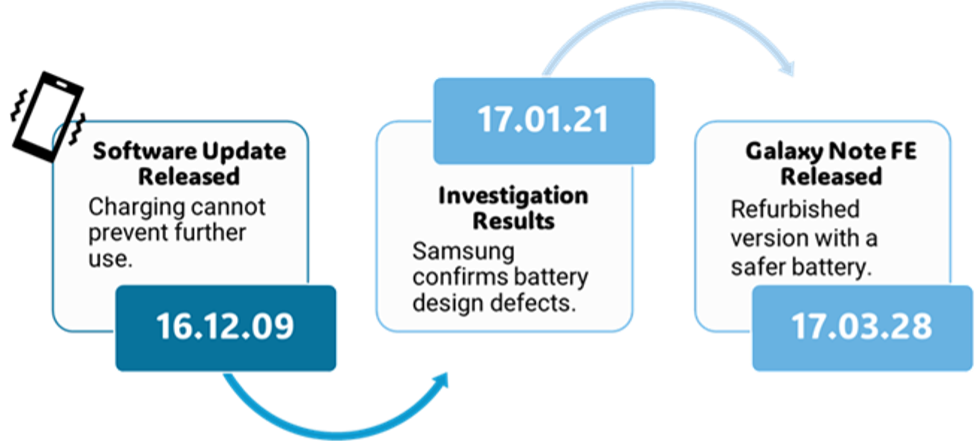 Software Update
Released
Charging cannot
prevent further
use.
16.12.09
17.01.21
Investigation
Results
Samsung
confirms battery
design defects.
Galaxy Note FE
Released
Refurbished
version with a
safer battery.
17.03.28